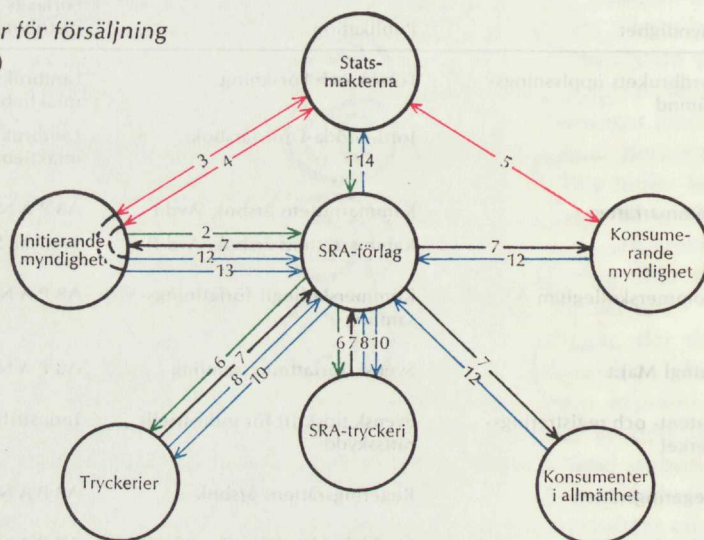 r för försäljning
)
Stats-
makterna
3
4
5
1 14
Initierande
myndighet
2
7
12
13
SRA-förlag
7
12
Konsume-
rande
myndighet
6
7
8
10
6 7 8 10
7
12
SRA-tryckeri
Tryckerier
Konsumenter
i allmänhet